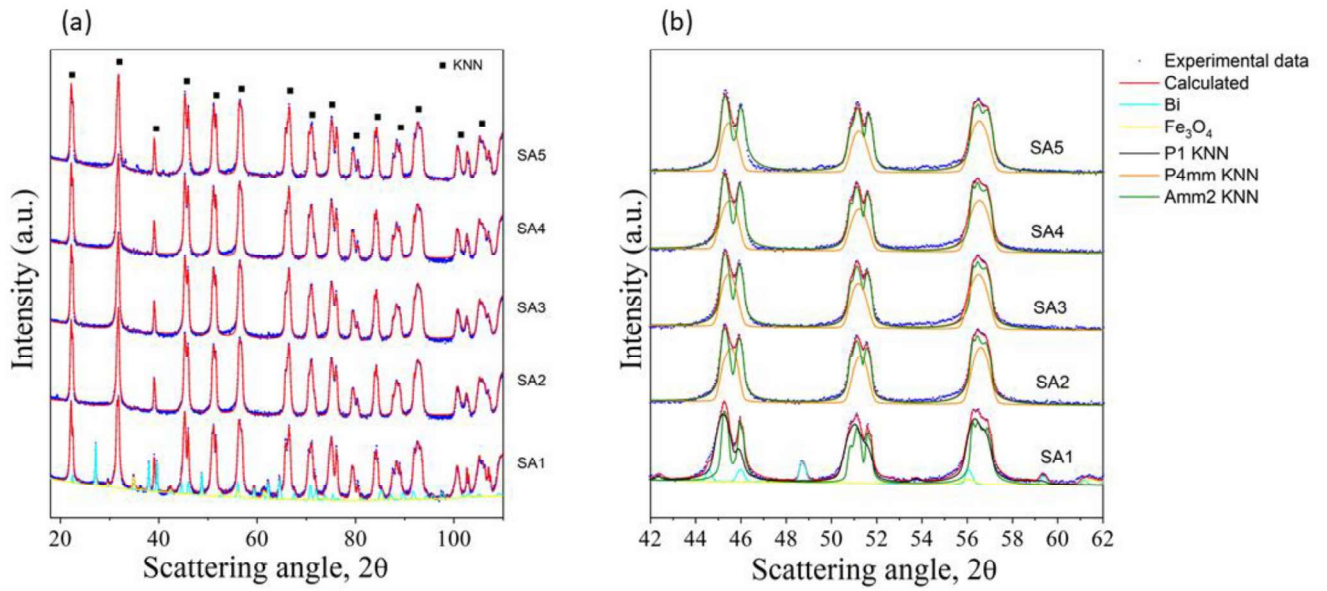 (a)
KNN
SA5
SA4
SA3
SA2
SA1
Intensity (a.u.)
20 40 60 80 100
Scattering angle, 2θ
(b)
SA5
SA4
SA3
SA2
SA1
Intensity (a.u.)
42 44 46 48 50 52 54 56 58 60 62
Scattering angle, 2θ
Experimental data
Calculated
Bi
Fe₃O₄
P1 KNN
P4mm KNN
Amm2 KNN